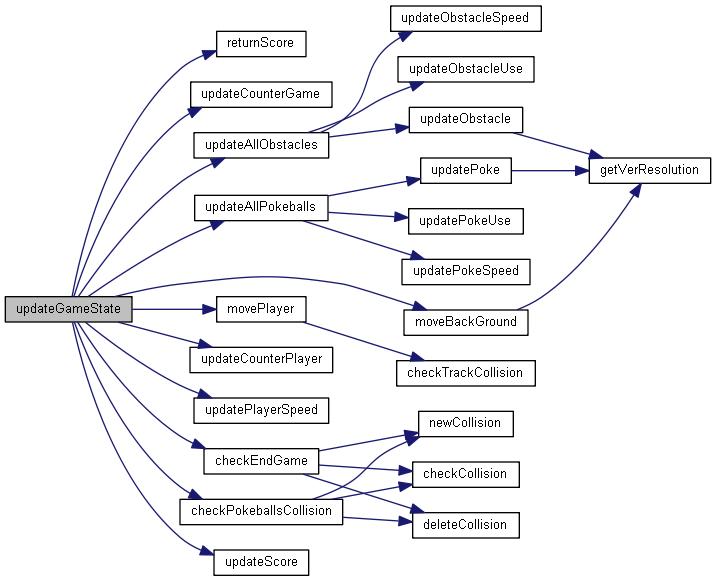 updateObstacleSpeed
returnScore
updateObstacleUse
updateCounterGame
updateObstacle
updateAllObstacles
updatePoke
getVerResolution
updateAllPokeballs
updatePokeUse
updatePokeSpeed
updateGameState
movePlayer
moveBackGround
updateCounterPlayer
checkTrackCollision
updatePlayerSpeed
newCollision
checkEndGame
checkCollision
checkPokeballsCollision
deleteCollision
updateScore